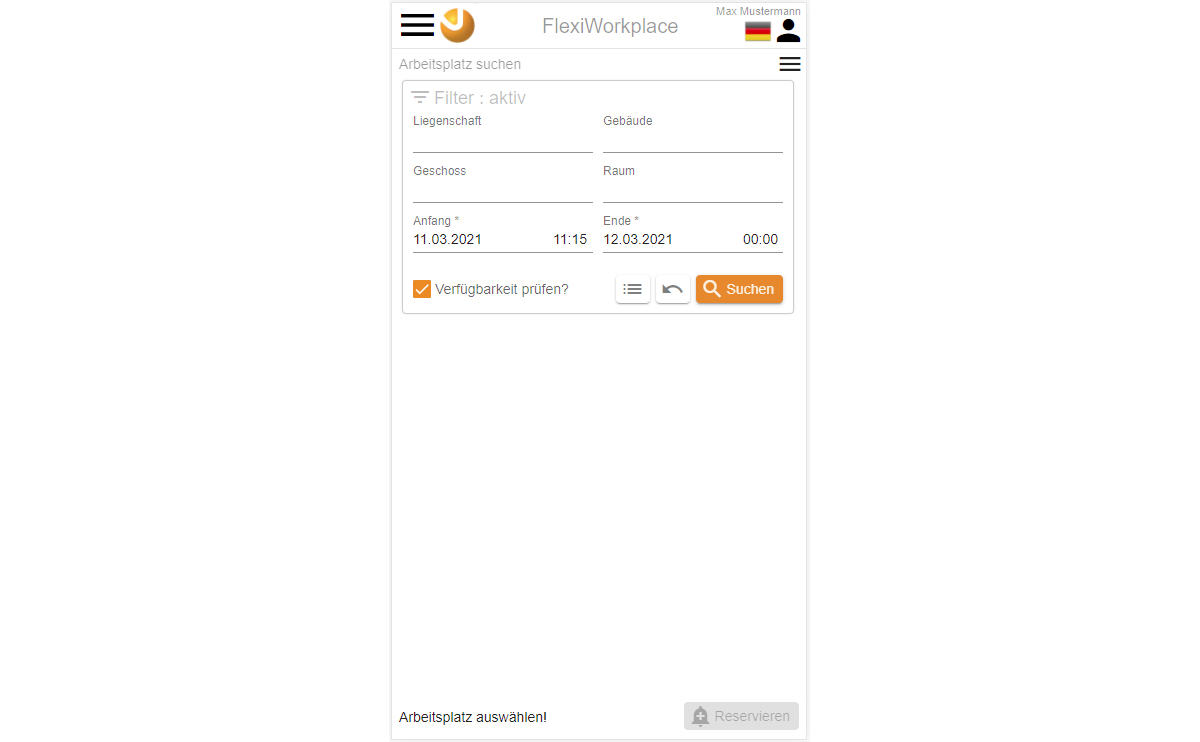 Max Mustermann
FlexiWorkplace
Arbeitsplatz suchen
Filter : aktiv
Liegenschaft Gebäude
Geschoss Raum
Anfang * Ende *
11.03.2021 11:15 12.03.2021 00:00
Verfügbarkeit prüfen? Suchen
Arbeitsplatz auswählen! Reservieren